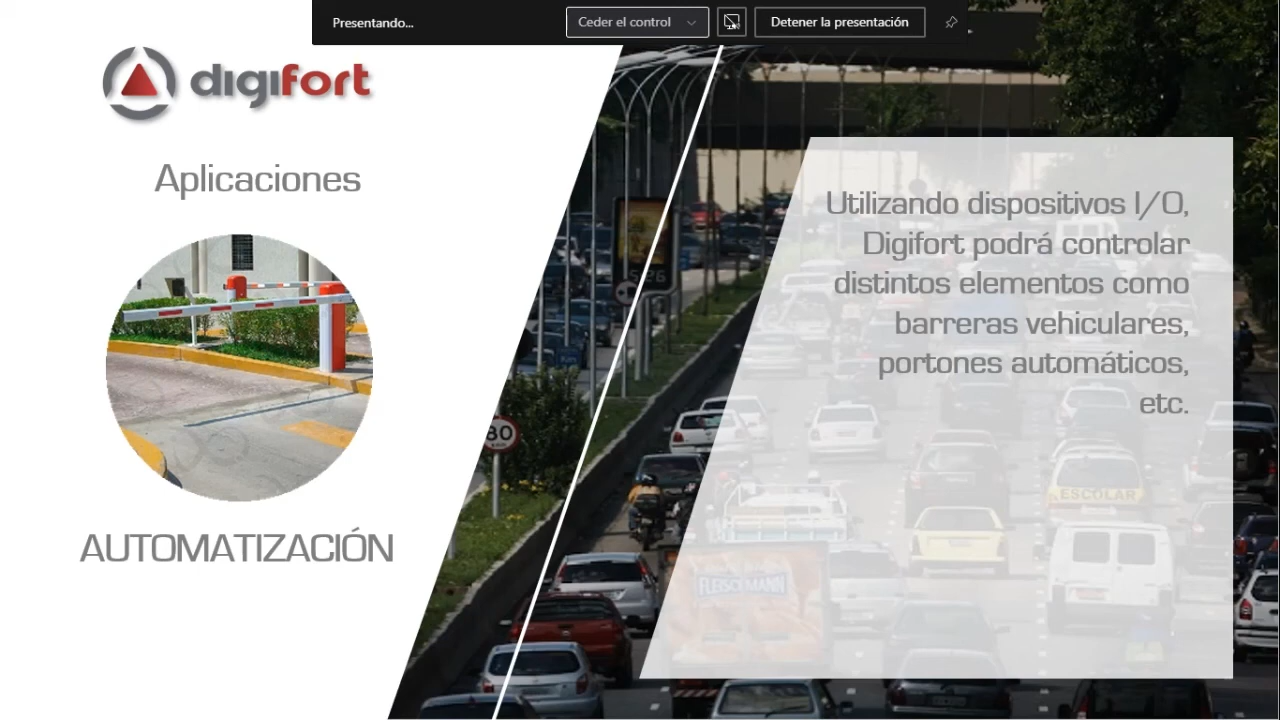 Presentando...
Ceder el control
Detener la presentación
digifort
Aplicaciones
AUTOMATIZACIÓN
Utilizando dispositivos I/O,
Digifort podrá controlar
distintos elementos como
barreras vehiculares,
portones automáticos,
etc.
80
ESCOLAR
FLEISCHMANN